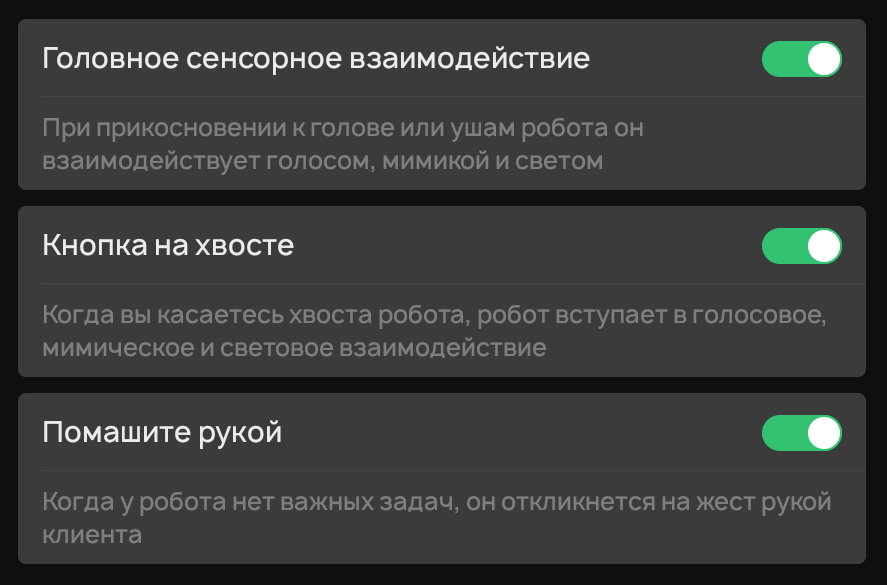 Головное сенсорное взаимодействие
При прикосновении к голове или ушам робота он
взаимодействует голосом, мимикой и светом
Кнопка на хвосте
Когда вы касаетесь хвоста робота, робот вступает в голосовое,
мимическое и световое взаимодействие
Помашите рукой
Когда у робота нет важных задач, он откликнется на жест рукой
клиента